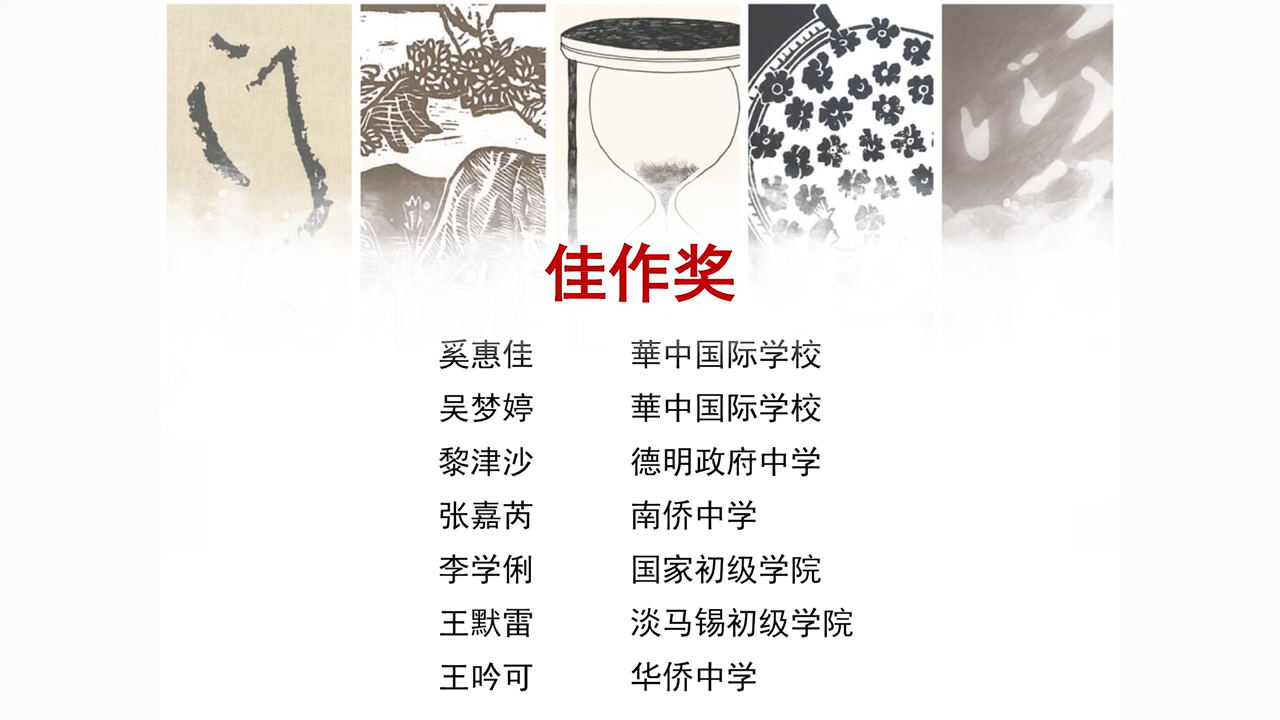 佳作奖
奚惠佳 華中国际学校
吴梦婷 華中国际学校
黎津沙 德明政府中学
张嘉芮 南侨中学
李学俐 国家初级学院
王默雷 淡马锡初级学院
王吟可 华侨中学